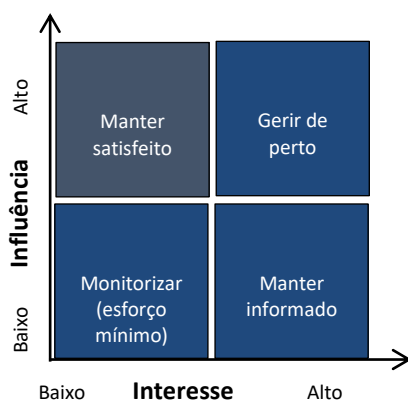 Alto
Manter
satisfeito
Gerir de
perto
Influência
Baixo
Monitorizar
(esforço
mínimo)
Manter
informado
Baixo
Interesse
Alto